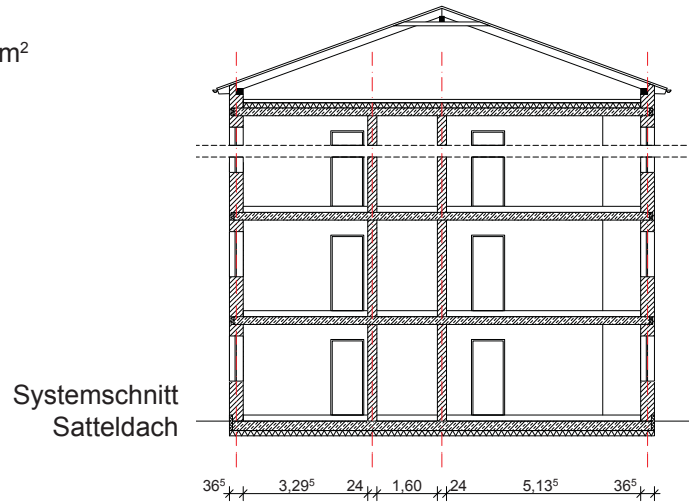 m²
Systemschnitt
Satteldach
36⁵ 3,29⁵ 24 1,60 24 5,13⁵ 36⁵